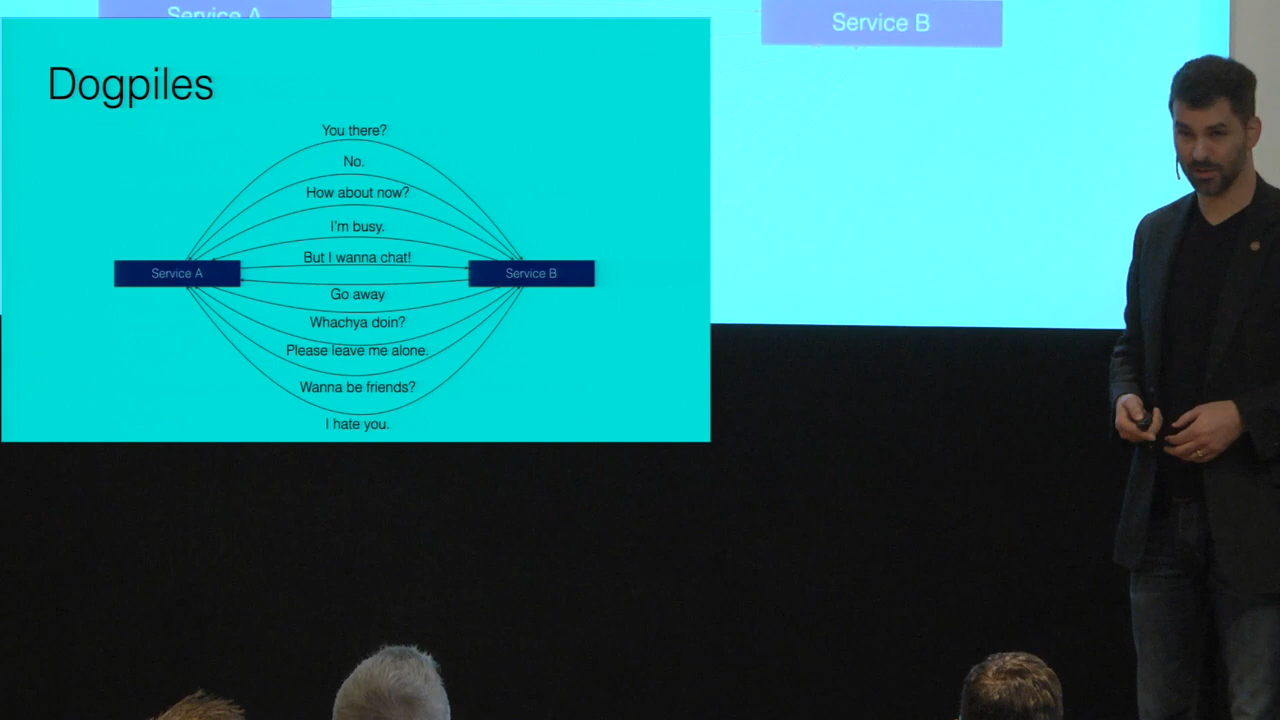 Service A
Service B
Dogpiles
You there?
No.
How about now?
I'm busy.
But I wanna chat!
Service A
Service B
Go away
Whachya doin?
Please leave me alone.
Wanna be friends?
I hate you.